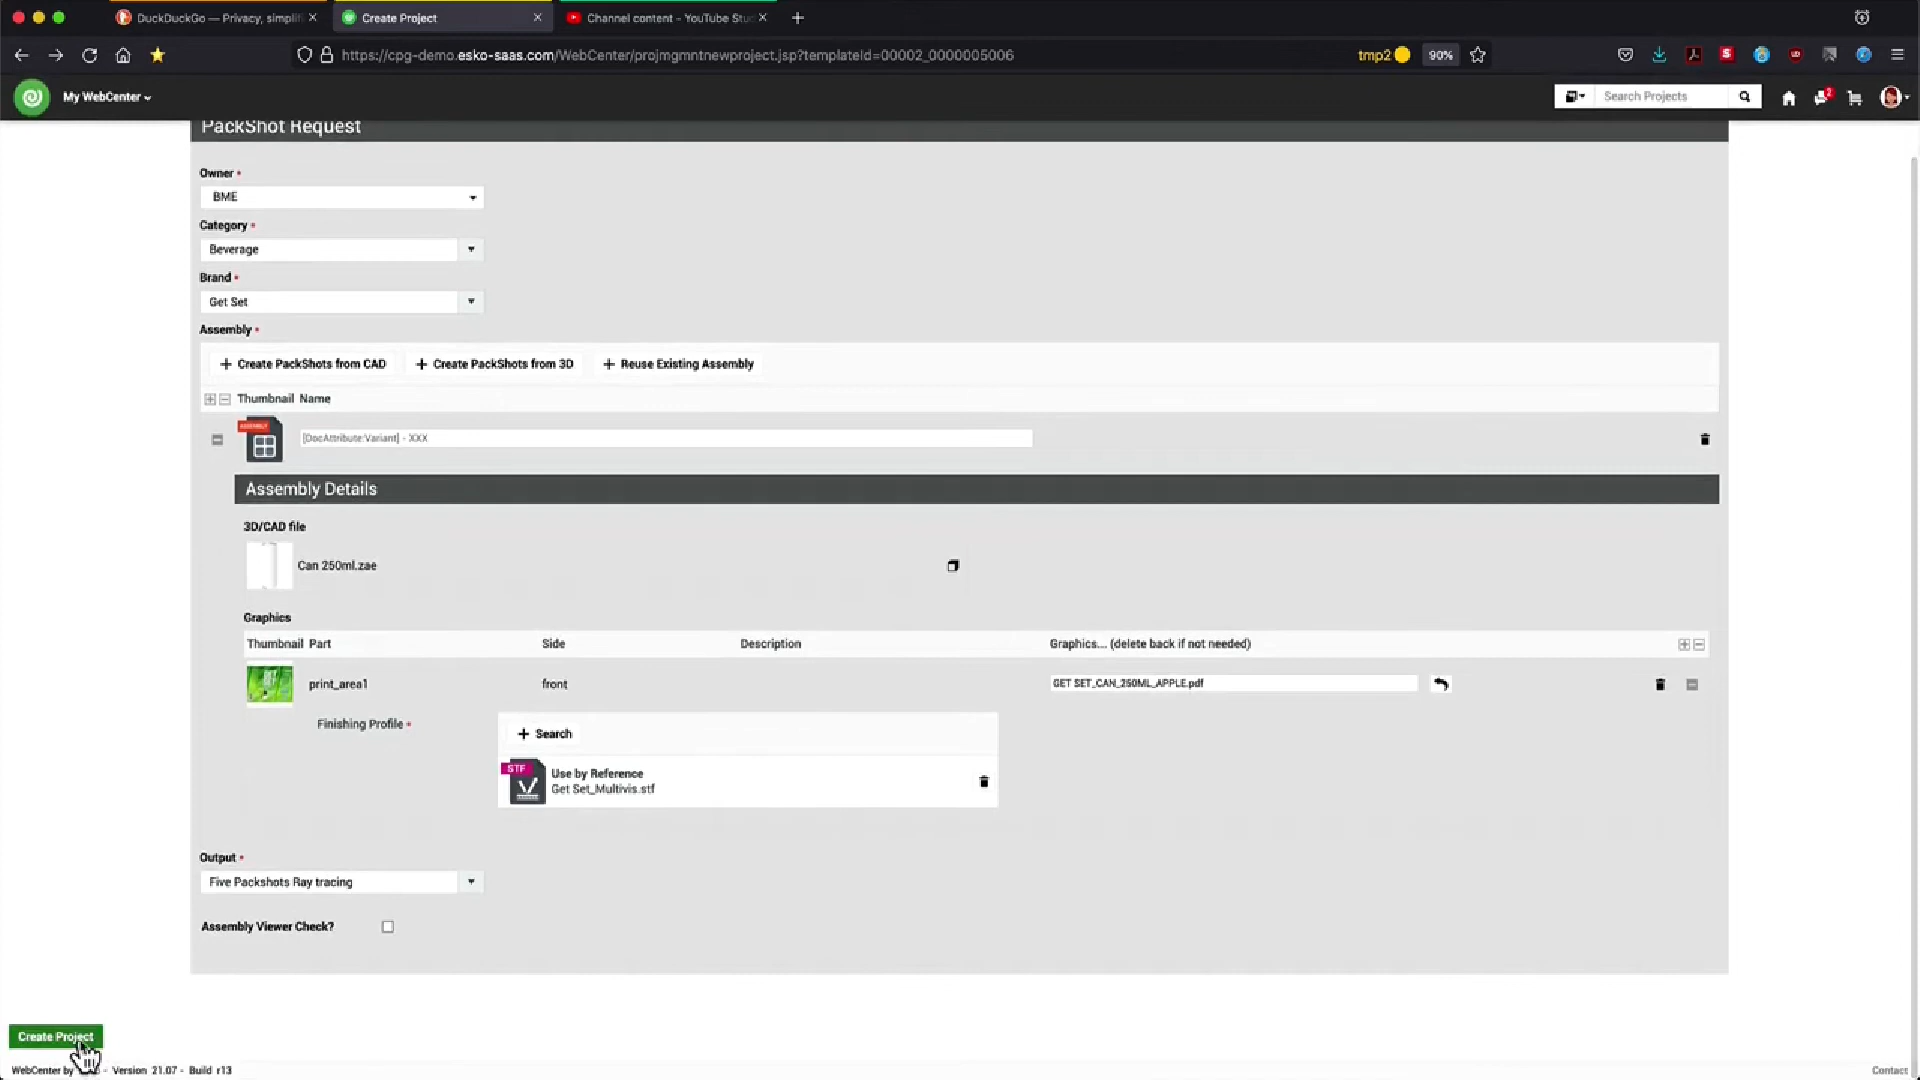 DuckDuckGo — Privacy, simplifi
Create Project
Channel content - YouTube Stu
https://cpg-demo.esko-saas.com/WebCenter/projmgmntnewproject.jsp?templateId=00002_0000005006
tmp2
90%
My WebCenter
Search Projects
2
PackShot Request
Owner •
BME
Category •
Beverage
Brand •
Get Set
Assembly •
+ Create PackShots from CAD
+ Create PackShots from 3D
+ Reuse Existing Assembly
Thumbnail Name
ASSEMBLY
[DocAttribute:Variant] - XXX
Assembly Details
3D/CAD file
Can 250ml.zae
Graphics
Thumbnail Part
Side
Description
Graphics... (delete back if not needed)
print_area1
front
GET SET_CAN_250ML_APPLE.pdf
Finishing Profile •
+ Search
STF
Use by Reference
Get Set_Multivis.stf
Output •
Five Packshots Ray tracing
Assembly Viewer Check?
Create Project
WebCenter by - Version 21.07 - Build r13
Contact